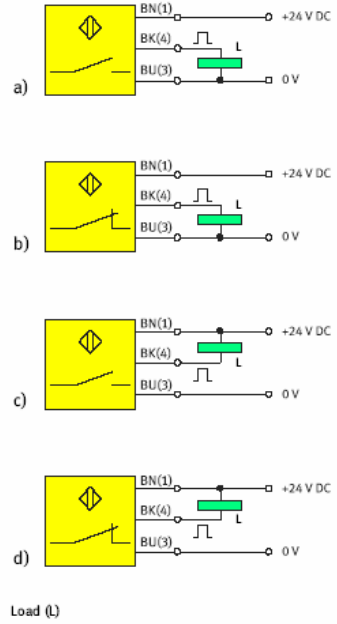 BN(1)
+24 V DC
BK(4)
L
BU(3)
0 V
a)
BN(1)
+24 V DC
BK(4)
L
BU(3)
0 V
b)
BN(1)
+24 V DC
BK(4)
L
BU(3)
0 V
c)
BN(1)
+24 V DC
BK(4)
L
BU(3)
0 V
d)
Load (L)